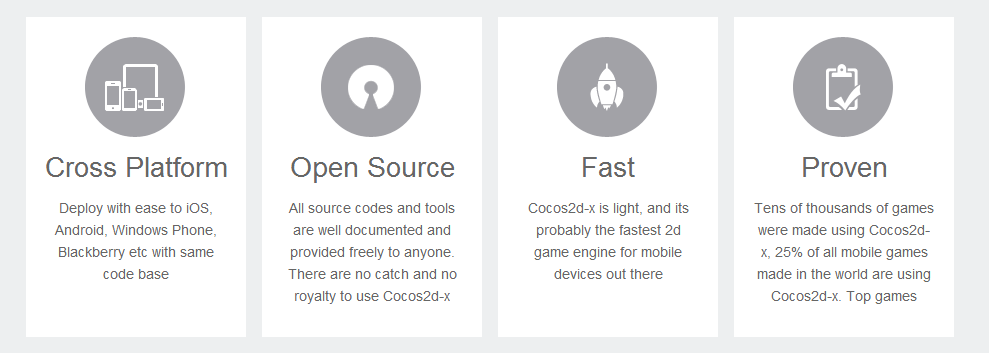 Cross Platform
Deploy with ease to iOS,
Android, Windows Phone,
Blackberry etc with same
code base
Open Source
All source codes and tools
are well documented and
provided freely to anyone.
There are no catch and no
royalty to use Cocos2d-x
Fast
Cocos2d-x is light, and its
probably the fastest 2d
game engine for mobile
devices out there
Proven
Tens of thousands of games
were made using Cocos2d-
x, 25% of all mobile games
made in the world are using
Cocos2d-x. Top games